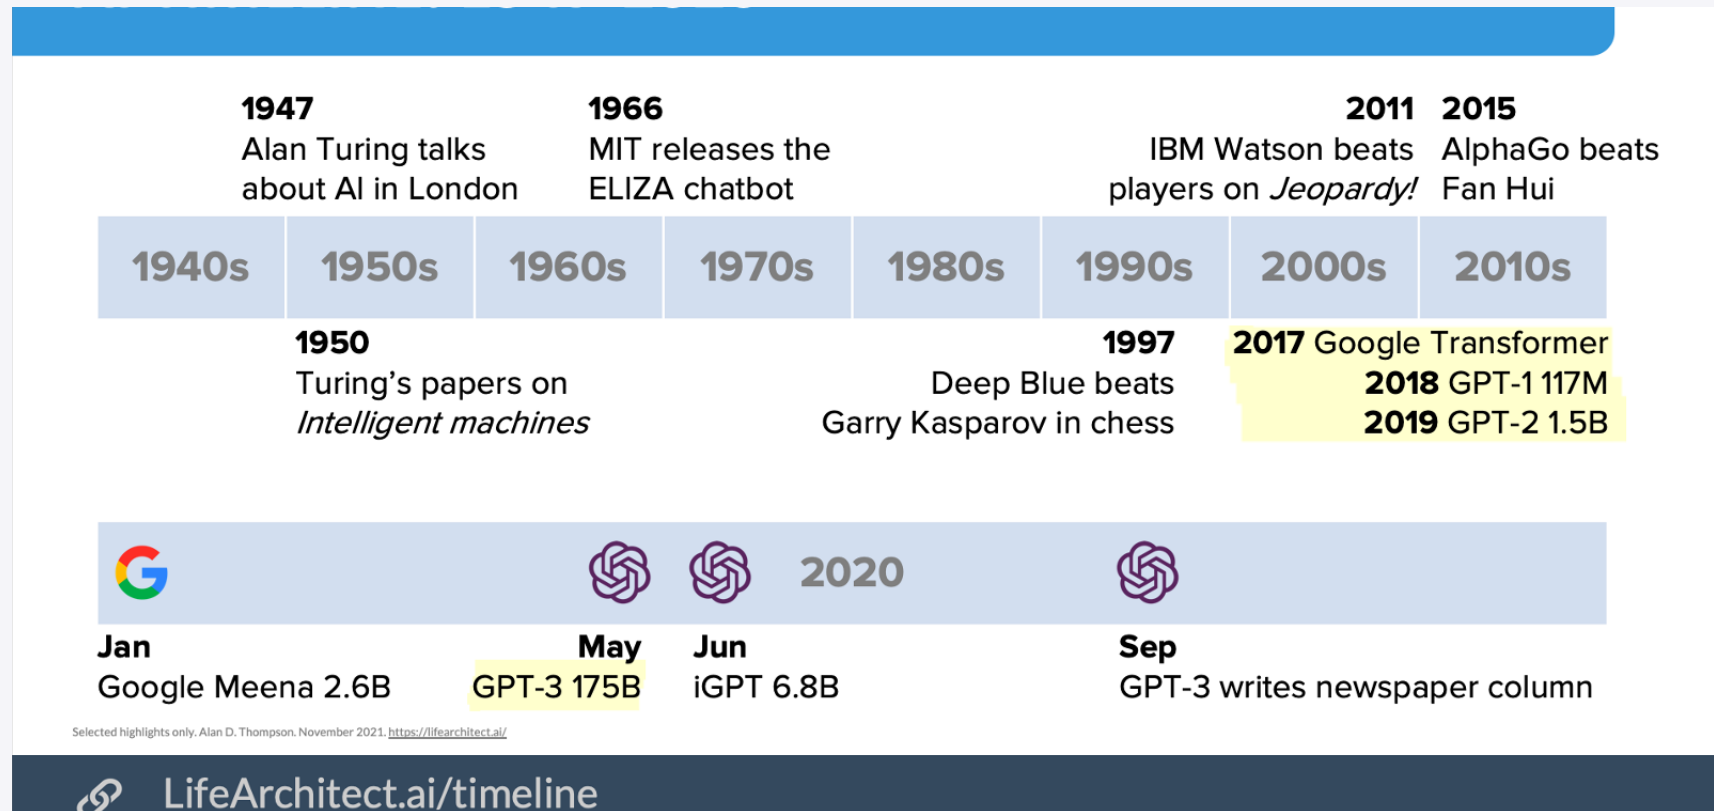 1947
Alan Turing talks
about AI in London
1966
MIT releases the
ELIZA chatbot
2011
IBM Watson beats
players on Jeopardy!
2015
AlphaGo beats
Fan Hui
1940s
1950s
1960s
1970s
1980s
1990s
2000s
2010s
1950
Turing’s papers on
Intelligent machines
1997
Deep Blue beats
Garry Kasparov in chess
2017 Google Transformer
2018 GPT-1 117M
2019 GPT-2 1.5B
2020
Jan
Google Meena 2.6B
May
GPT-3 175B
Jun
iGPT 6.8B
Sep
GPT-3 writes newspaper column
Selected highlights only. Alan D. Thompson. November 2021. https://lifearchitect.ai/
LifeArchitect.ai/timeline